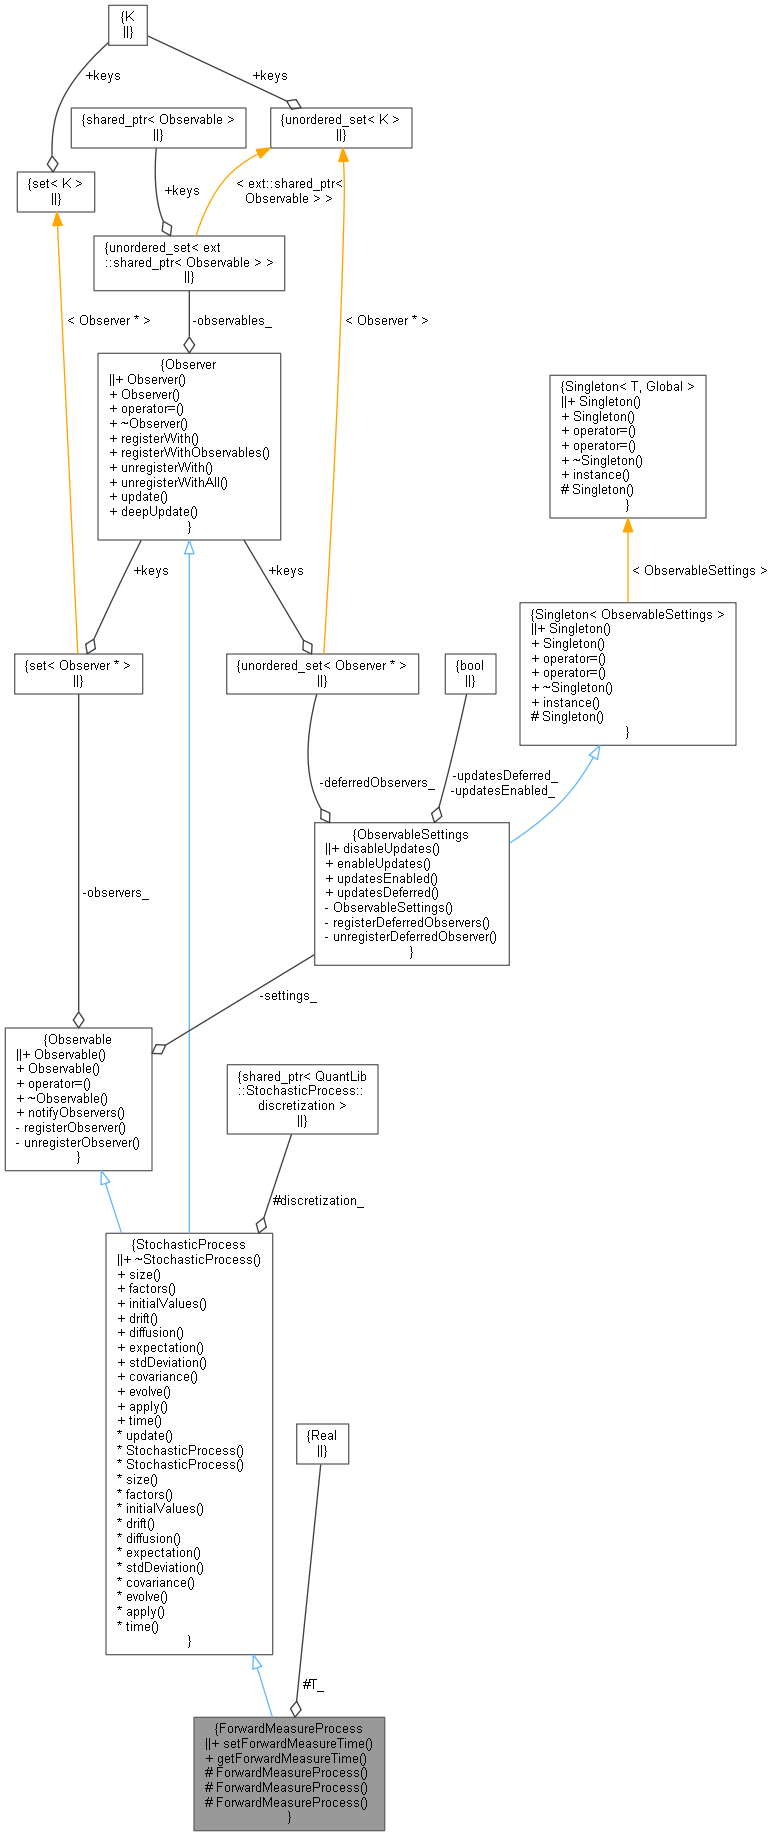 {K
||}
+keys
+keys
{shared_ptr< Observable >
||}
{unordered_set< K >
||}
{set< K >
||}
+keys
< ext::shared_ptr<
Observable > >
{unordered_set< ext
::shared_ptr< Observable > >
||}
< Observer * >
-observables_
< Observer * >
{Observer
||+ Observer()
+ Observer()
+ operator=()
+ ~Observer()
+ registerWith()
+ registerWithObservables()
+ unregisterWith()
+ unregisterWithAll()
+ update()
+ deepUpdate()
}
{Singleton< T, Global >
||+ Singleton()
+ Singleton()
+ operator=()
+ operator=()
+ ~Singleton()
+ instance()
# Singleton()
}
+keys
+keys
< ObservableSettings >
{Singleton< ObservableSettings >
||+ Singleton()
+ Singleton()
+ operator=()
+ operator=()
+ ~Singleton()
+ instance()
# Singleton()
}
{set< Observer * >
||}
{unordered_set< Observer * >
||}
{bool
||}
-deferredObservers_
-updatesDeferred_
-updatesEnabled_
{ObservableSettings
||+ disableUpdates()
+ enableUpdates()
+ updatesEnabled()
+ updatesDeferred()
- ObservableSettings()
- registerDeferredObservers()
- unregisterDeferredObserver()
}
-observers_
-settings_
{Observable
||+ Observable()
+ Observable()
+ operator=()
+ ~Observable()
+ notifyObservers()
- registerObserver()
- unregisterObserver()
}
{shared_ptr< QuantLib
::StochasticProcess::
discretization >
||}
#discretization_
{StochasticProcess
||+ ~StochasticProcess()
+ size()
+ factors()
+ initialValues()
+ drift()
+ diffusion()
+ expectation()
+ stdDeviation()
+ covariance()
+ evolve()
+ apply()
+ time()
* update()
* StochasticProcess()
* StochasticProcess()
* size()
* factors()
* initialValues()
* drift()
* diffusion()
* expectation()
* stdDeviation()
* covariance()
* evolve()
* apply()
* time()
}
{Real
||}
#T_
{ForwardMeasureProcess
||+ setForwardMeasureTime()
+ getForwardMeasureTime()
# ForwardMeasureProcess()
# ForwardMeasureProcess()
# ForwardMeasureProcess()
}